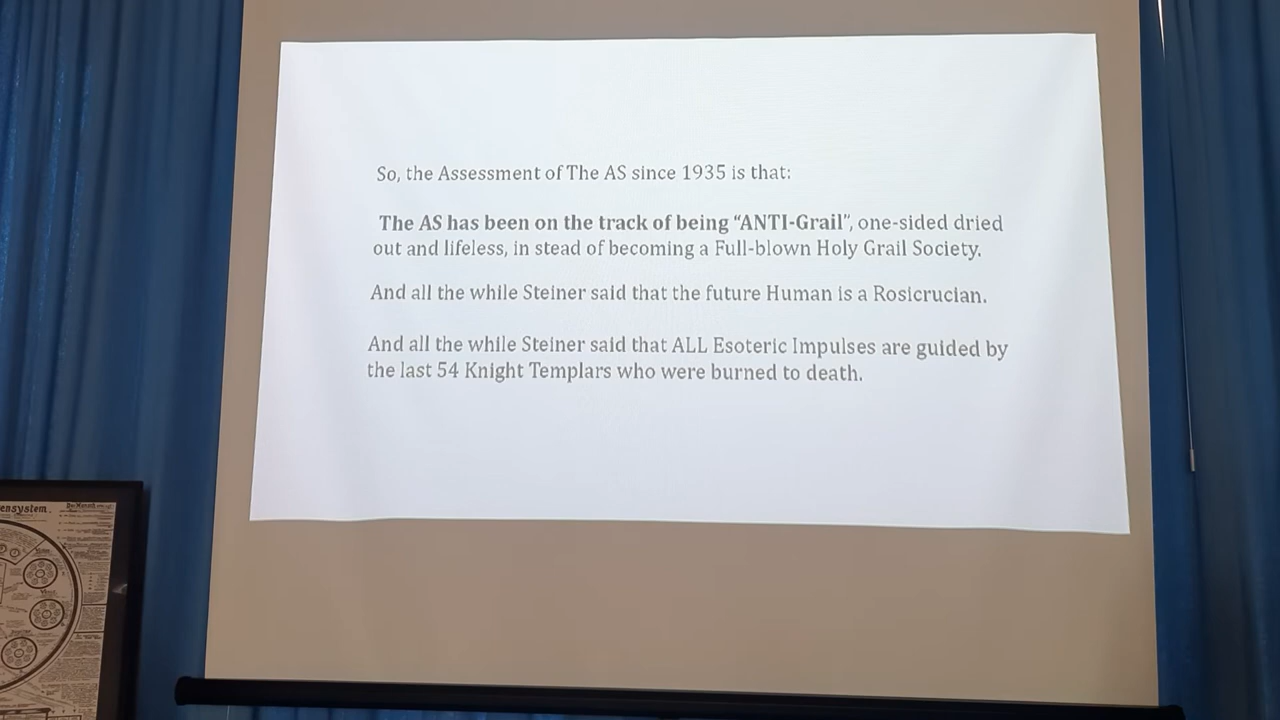 So, the Assessment of The AS since 1935 is that:
The AS has been on the track of being “ANTI-Grail”, one-sided dried
out and lifeless, in stead of becoming a Full-blown Holy Grail Society.
And all the while Steiner said that the future Human is a Rosicrucian.
And all the while Steiner said that ALL Esoteric Impulses are guided by
the last 54 Knight Templars who were burned to death.
ensystem.